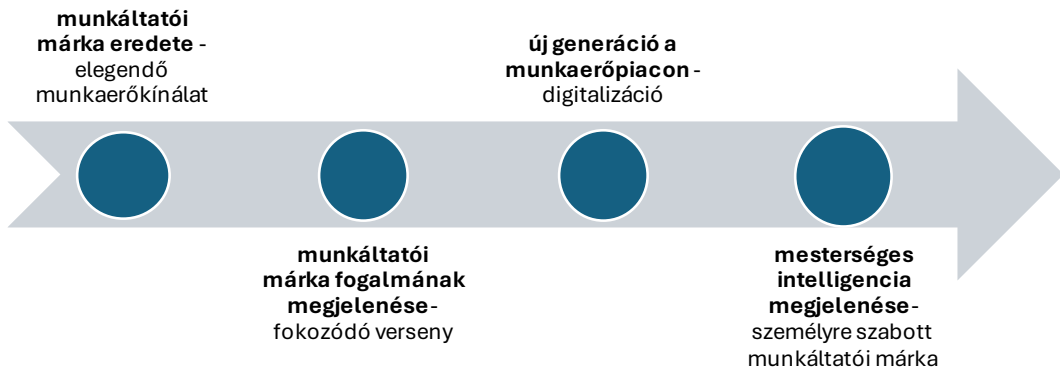 munkáltatói
márka eredete -
elegendő
munkaerőkínálat
munkáltatói
márka fogalmának
megjelenése-
fokozódó verseny
új generáció a
munkaerőpiacon -
digitalizáció
mesterséges
intelligencia
megjelenése-
személyre szabott
munkáltatói márka